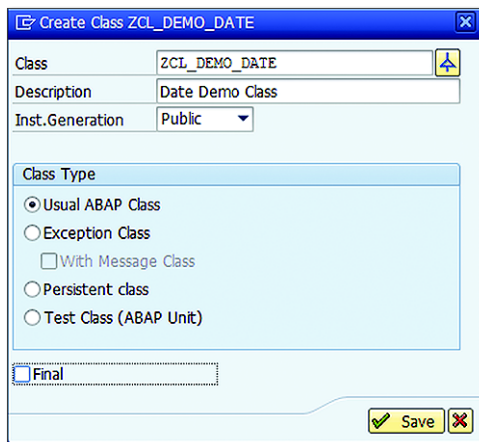 Create Class ZCL_DEMO_DATE
Class ZCL_DEMO_DATE
Description Date Demo Class
Inst.Generation Public
Class Type
Usual ABAP Class
Exception Class
With Message Class
Persistent class
Test Class (ABAP Unit)
Final
Save